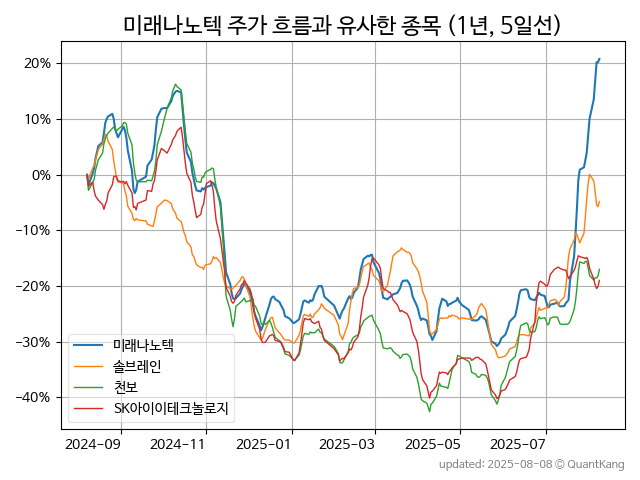 미래나노텍 주가 흐름과 유사한 종목 (1년, 5일선)
20%
10%
0%
−10%
−20%
−30%
−40%
미래나노텍
솔브레인
천보
SK아이이테크놀로지
2024-09
2024-11
2025-01
2025-03
2025-05
2025-07
updated: 2025-08-08 © QuantKang